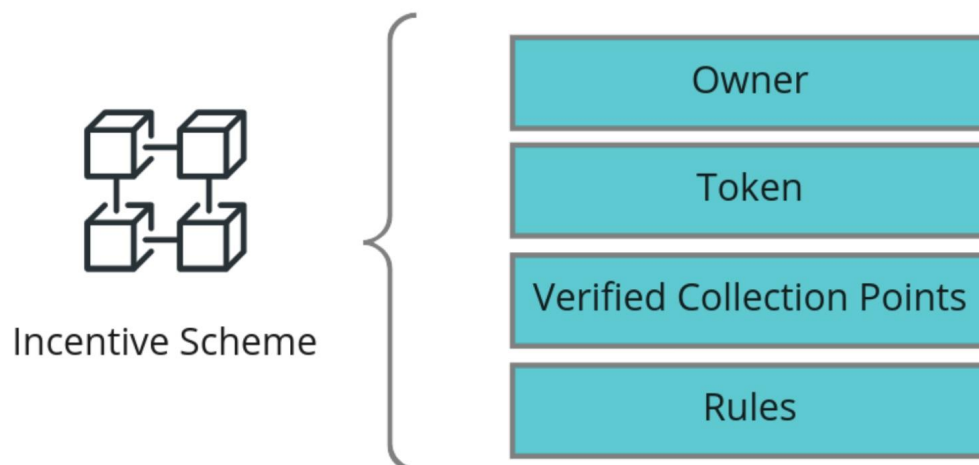 Incentive Scheme
Owner
Token
Verified Collection Points
Rules